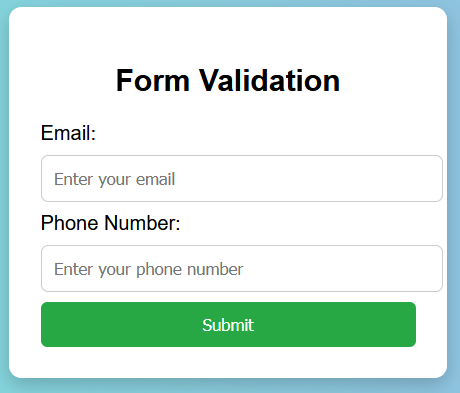 Form Validation
Email:
Enter your email
Phone Number:
Enter your phone number
Submit